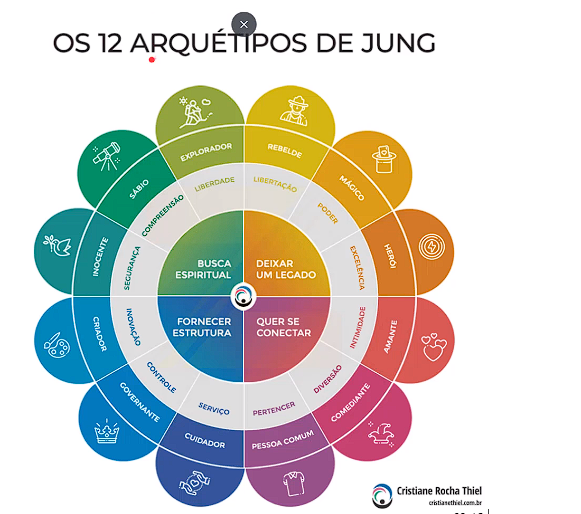 OS 12 ARQUÉTIPOS DE JUNG
EXPLORADOR
REBELDE
MÁGICO
HERÓI
AMANTE
COMEDIANTE
PESSOA COMUM
CUIDADOR
GOVERNANTE
CRIADOR
INOCENTE
SÁBIO
LIBERDADE
LIBERTAÇÃO
PODER
EXCELÊNCIA
INTIMIDADE
DIVERSÃO
PERTENCER
SERVIÇO
CONTROLE
INOVAÇÃO
SEGURANÇA
COMPREENSÃO
BUSCA
ESPIRITUAL
DEIXAR
UM LEGADO
FORNECER
ESTRUTURA
QUER SE
CONECTAR
Cristiane Rocha Thiel
cristianethiel.com.br